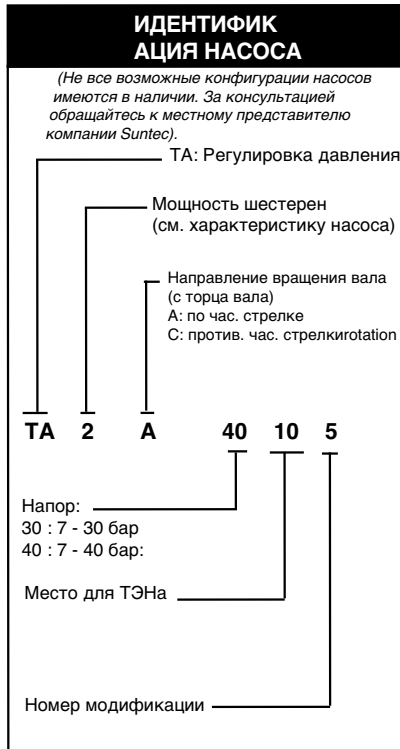 ИДЕНТИФИК
АЦИЯ НАСОСА
(Не все возможные конфигурации насосов
имеются в наличии. За консультацией
обращайтесь к местному представителю
компании Suntec).
TA: Регулировка давления
Мощность шестерен
(см. характеристику насоса)
Направление вращения вала
(с торца вала)
A: по час. стрелке
C: против. час. стрелкиrotation
TA 2 A 40 10 5
Напор:
30 : 7 - 30 бар
40 : 7 - 40 бар:
Место для ТЭНа
Номер модификации